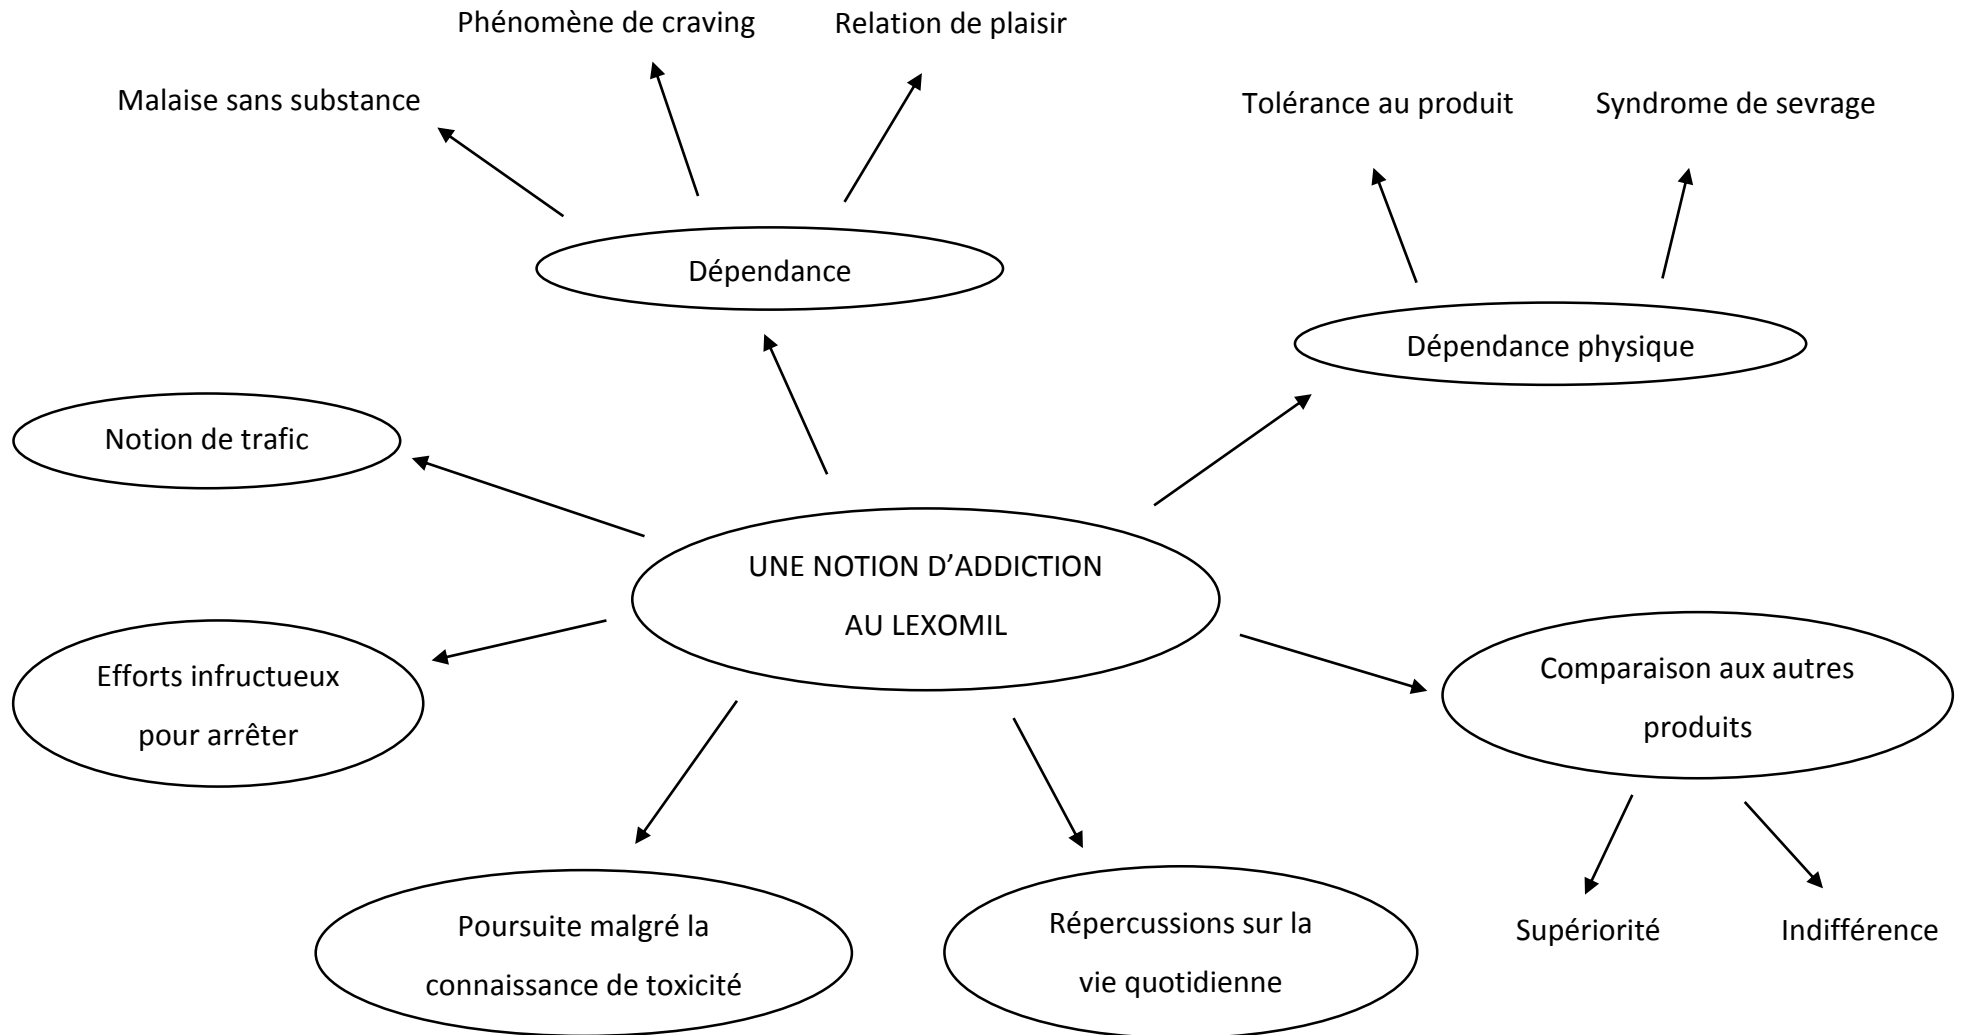 Phénomène de craving
Relation de plaisir
Malaise sans substance
Tolérance au produit
Syndrome de sevrage
Dépendance
Dépendance physique
Notion de trafic
UNE NOTION D’ADDICTION
AU LEXOMIL
Efforts infructueux
pour arrêter
Comparaison aux autres
produits
Poursuite malgré la
connaissance de toxicité
Répercussions sur la
vie quotidienne
Supériorité
Indifférence